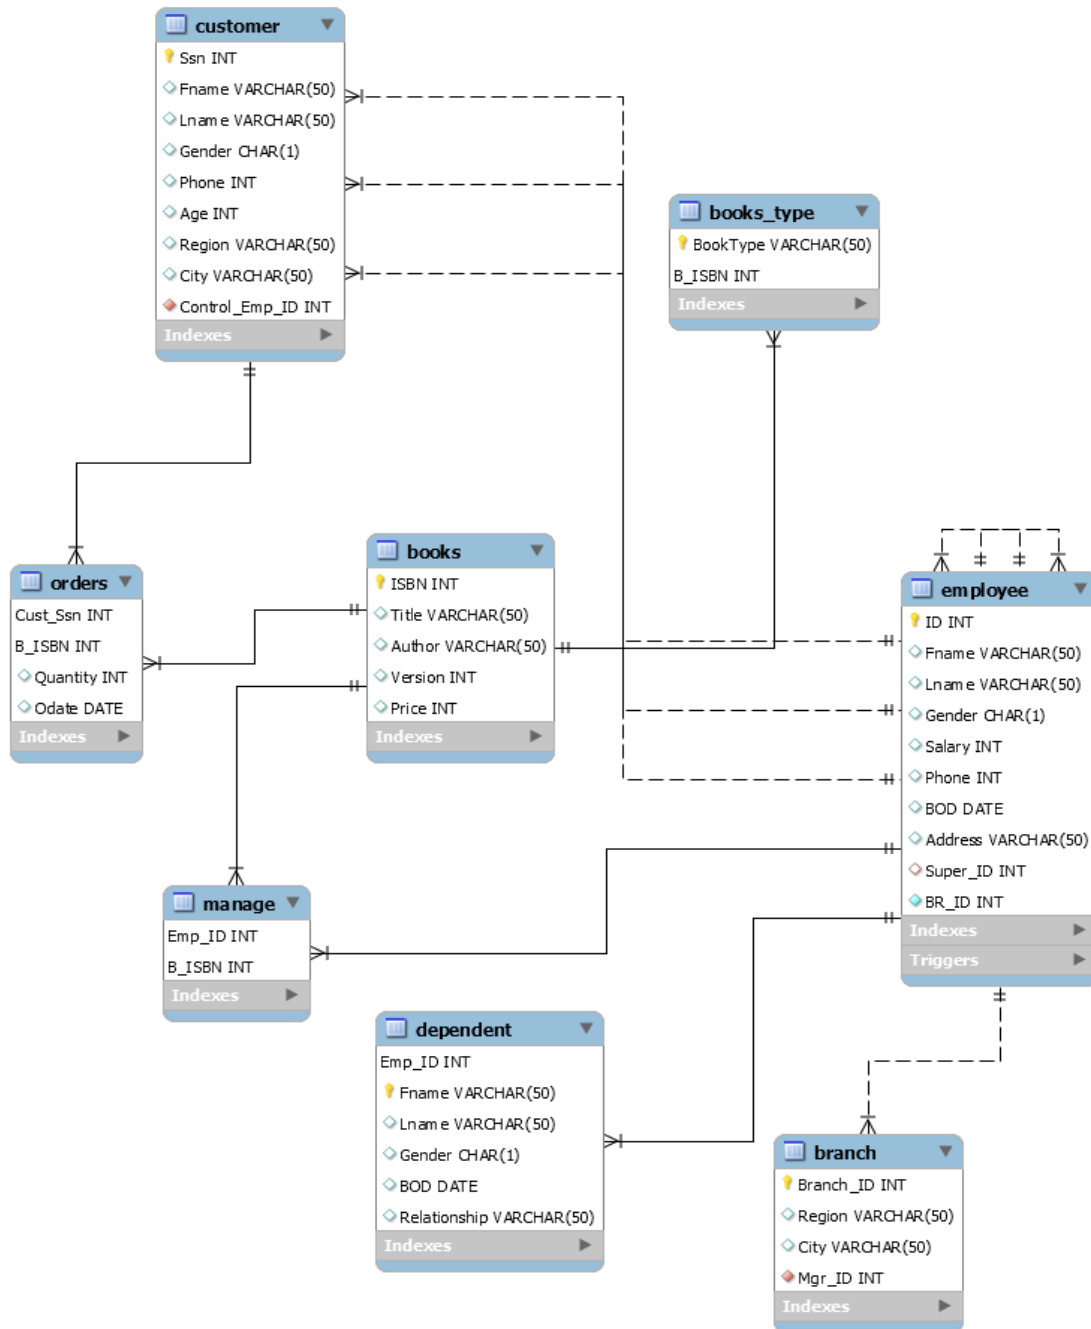 customer
Ssn INT
Fname VARCHAR(50)
Lname VARCHAR(50)
Gender CHAR(1)
Phone INT
Age INT
Region VARCHAR(50)
City VARCHAR(50)
Control_Emp_ID INT
Indexes
books_type
BookType VARCHAR(50)
B_ISBN INT
Indexes
orders
Cust_Ssn INT
B_ISBN INT
Quantity INT
Odate DATE
Indexes
books
ISBN INT
Title VARCHAR(50)
Author VARCHAR(50)
Version INT
Price INT
Indexes
employee
ID INT
Fname VARCHAR(50)
Lname VARCHAR(50)
Gender CHAR(1)
Salary INT
Phone INT
BOD DATE
Address VARCHAR(50)
Super_ID INT
BR_ID INT
Indexes
Triggers
manage
Emp_ID INT
B_ISBN INT
Indexes
dependent
Emp_ID INT
Fname VARCHAR(50)
Lname VARCHAR(50)
Gender CHAR(1)
BOD DATE
Relationship VARCHAR(50)
Indexes
branch
Branch_ID INT
Region VARCHAR(50)
City VARCHAR(50)
Mgr_ID INT
Indexes